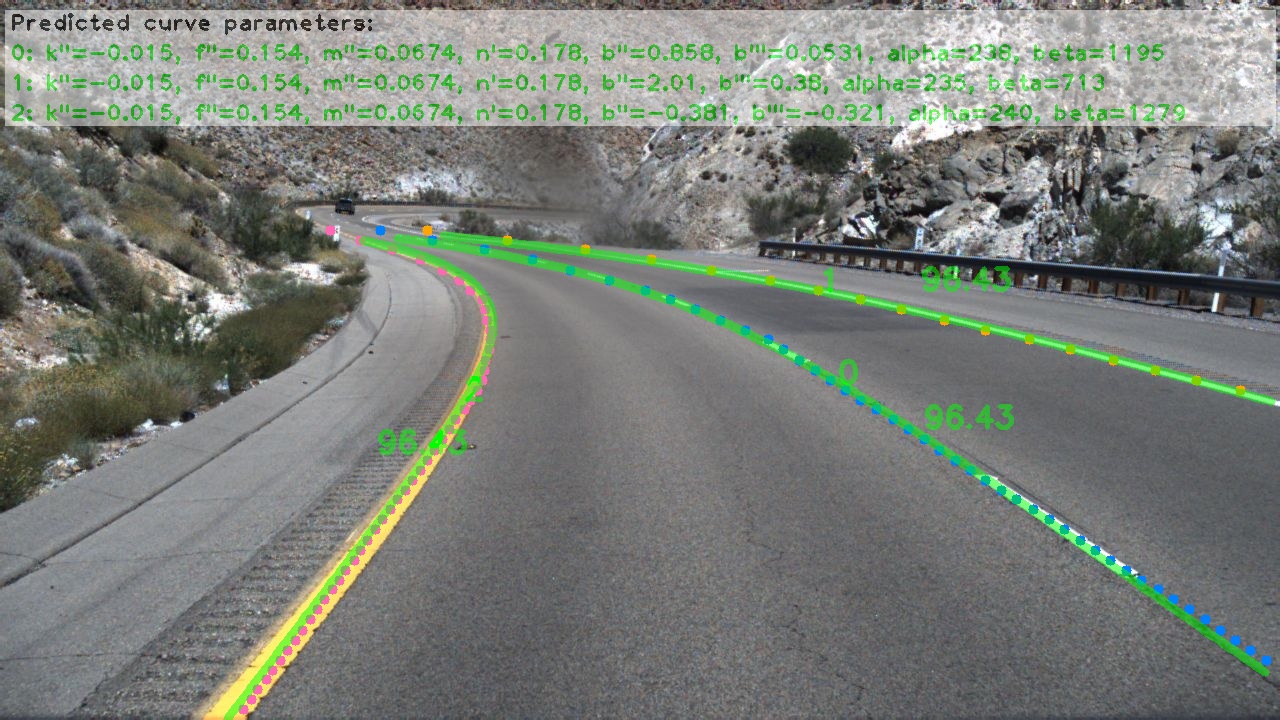 Predicted curve parameters:
0: k''=-0.015, f''=0.154, m''=0.0674, n'=0.178, b''=0.858, b'''=0.0531, alpha=238, beta=1195
1: k''=-0.015, f''=0.154, m''=0.0674, n'=0.178, b''=2.01, b'''=0.38, alpha=235, beta=713
2: k''=-0.015, f''=0.154, m''=0.0674, n'=0.178, b''=-0.381, b'''=-0.321, alpha=240, beta=1279
1 96.43
0
96.43